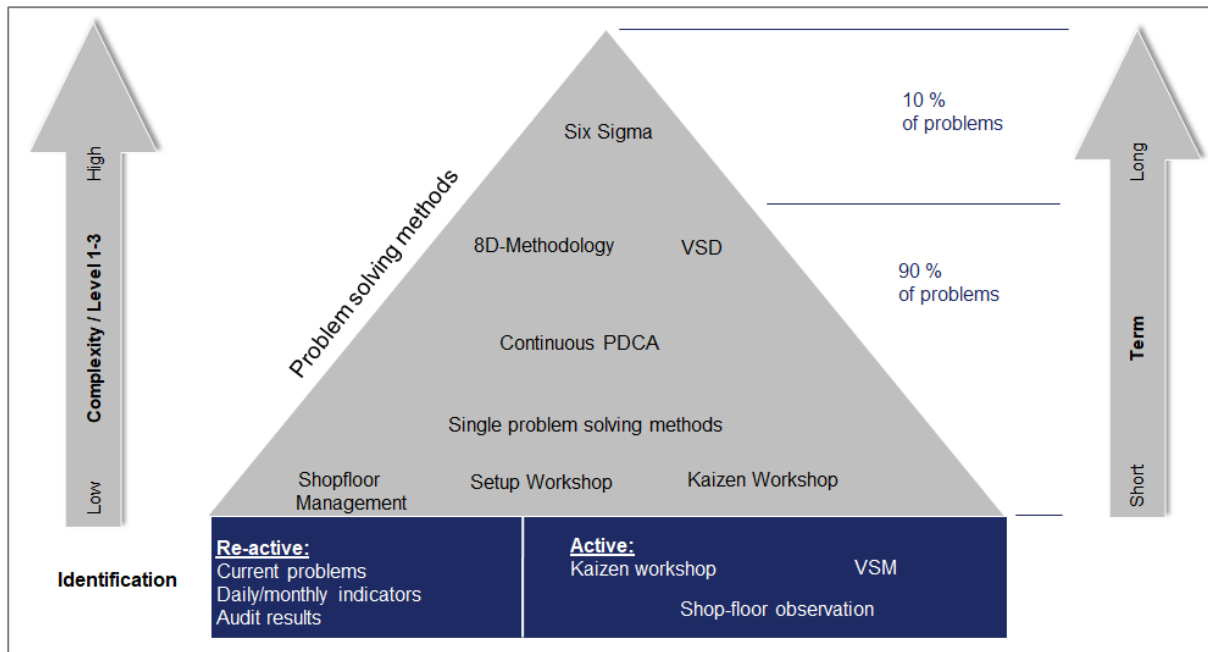 High
Complexity / Level 1-3
Low
Problem solving methods
Six Sigma
8D-Methodology
VSD
Continuous PDCA
Single problem solving methods
Shopfloor
Management
Setup Workshop
Kaizen Workshop
10 %
of problems
90 %
of problems
Long
Term
Short
Identification
Re-active:
Current problems
Daily/monthly indicators
Audit results
Active:
Kaizen workshop
VSM
Shop-floor observation